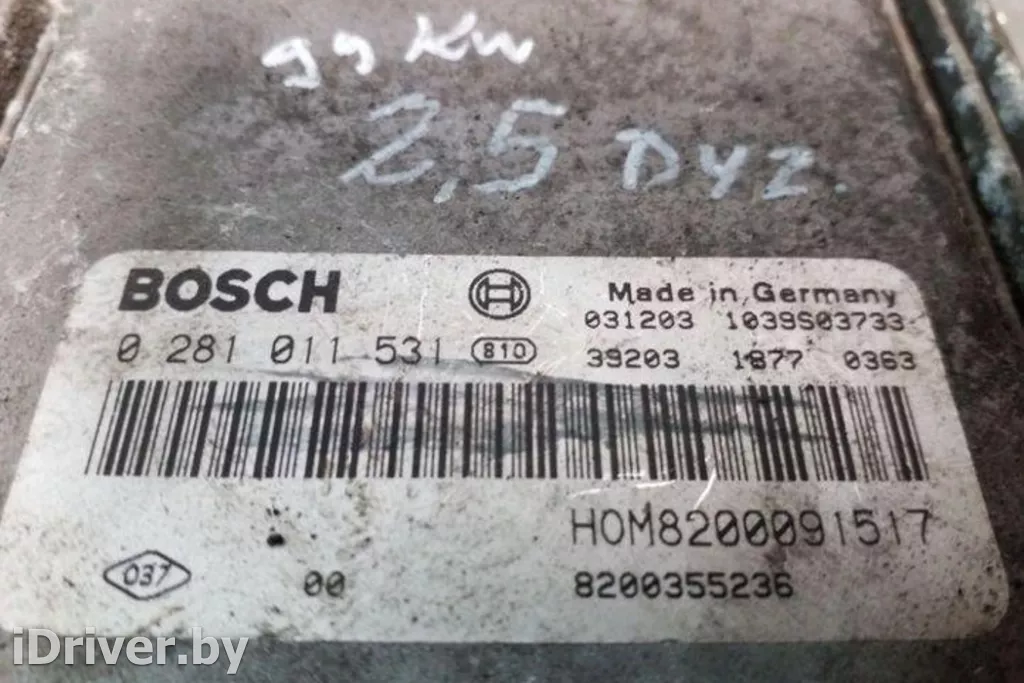 99 Kw
2,5 Dyz.
BOSCH
Made in Germany
031203 1039S03733
0 281 011 531 810
39203 1877 0363
HOM8200091517
037 00 8200355236
iDriver.by